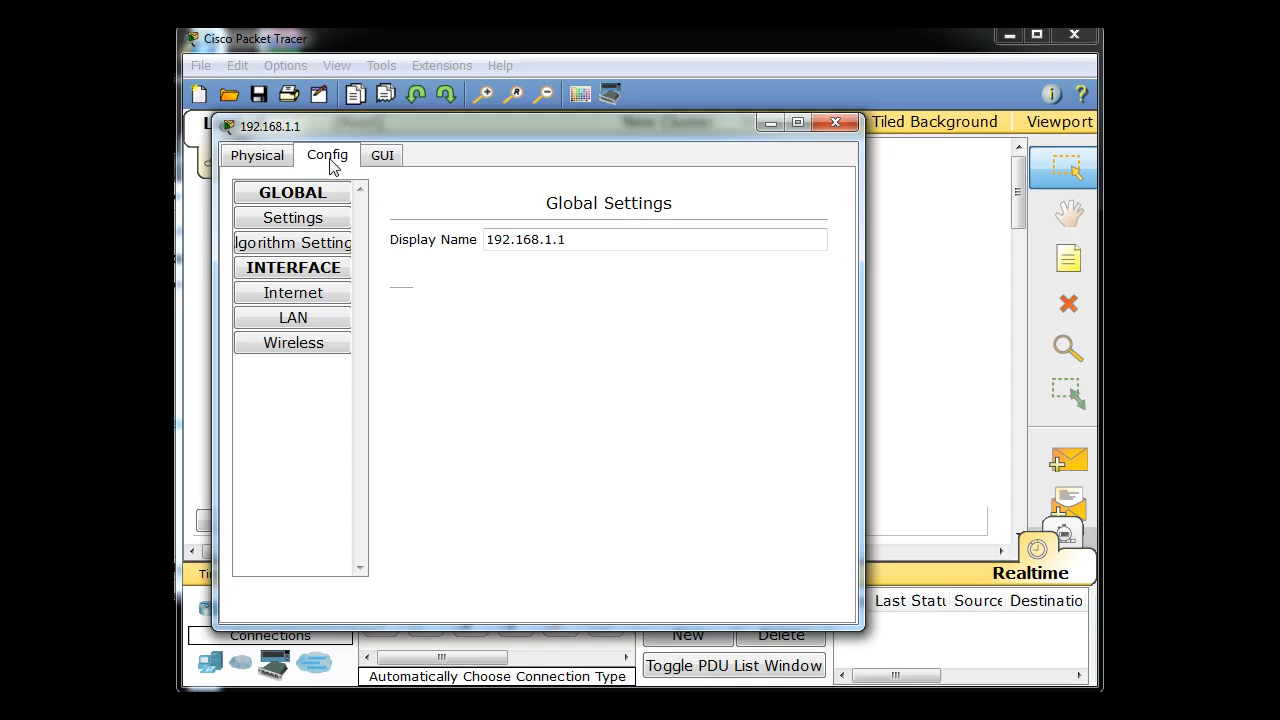 Cisco Packet Tracer
File Edit Options View Tools Extensions Help
192.168.1.1
Tiled Background Viewport
Physical Config GUI
GLOBAL
Settings
lgorithm Setting
INTERFACE
Internet
LAN
Wireless
Global Settings
Display Name 192.168.1.1
Realtime
Last Statu Source Destinatio
Connections
New Delete
Toggle PDU List Window
Automatically Choose Connection Type